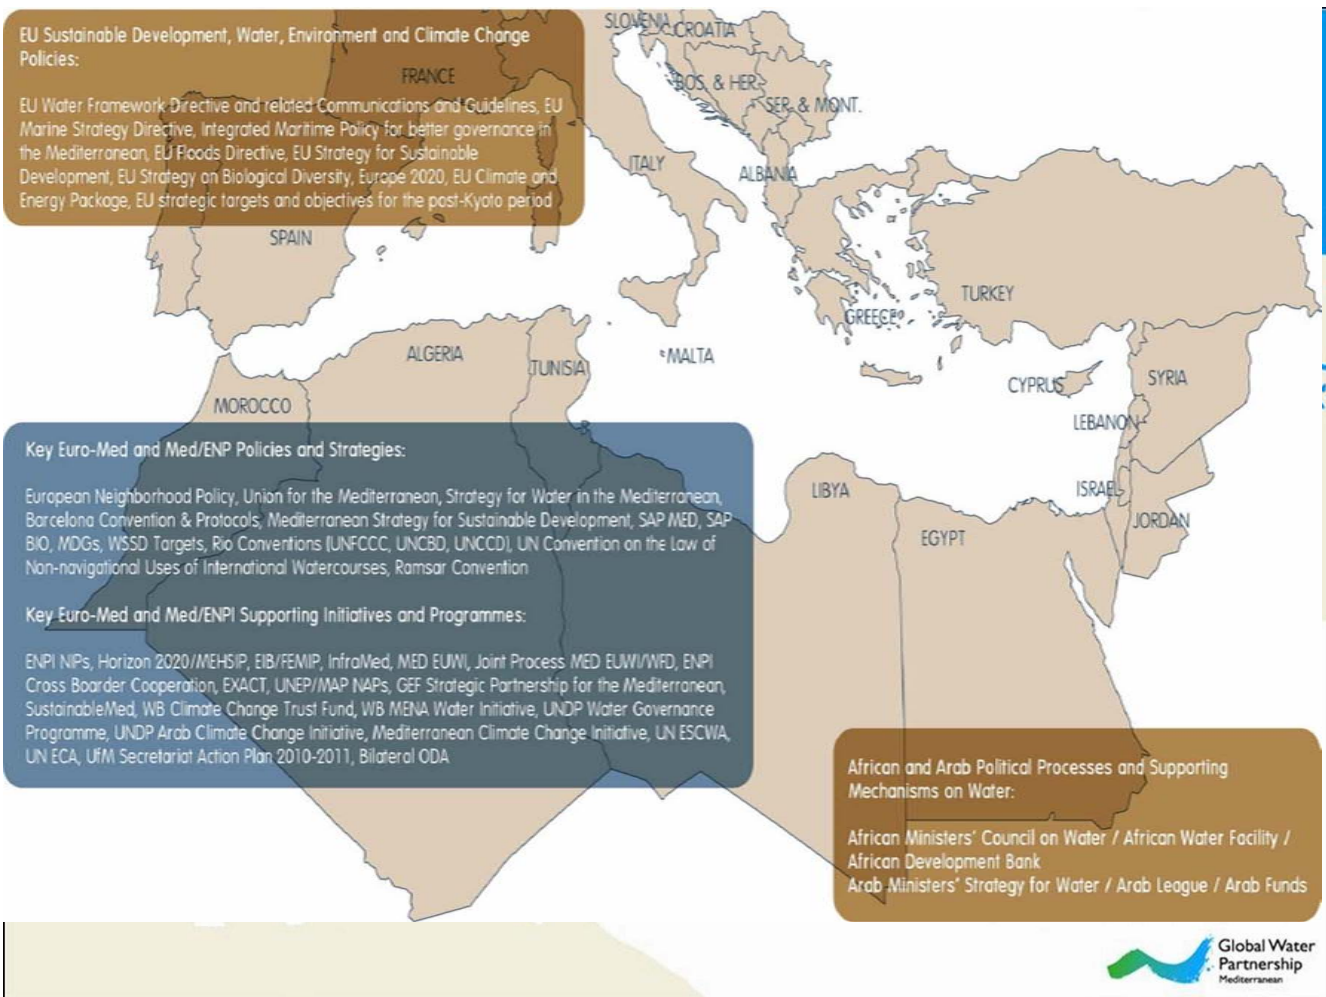 EU Sustainable Development, Water, Environment and Climate Change
Policies:
EU Water Framework Directive and related Communications and Guidelines, EU
Marine Strategy Directive, Integrated Maritime Policy for better governance in
the Mediterranean, EU Floods Directive, EU Strategy for Sustainable
Development, EU Strategy on Biological Diversity, Europe 2020, EU Climate and
Energy Package, EU strategic targets and objectives for the post-Kyoto period
SLOVENIA
CROATIA
FRANCE
BOS. & HER.
SER. & MONT.
ITALY
ALBANIA
SPAIN
TURKEY
GREECE
ALGERIA
TUNISIA
MALTA
CYPRUS
SYRIA
MOROCCO
LEBANON
ISRAEL
LIBYA
JORDAN
EGYPT
Key Euro-Med and Med/ENP Policies and Strategies:
European Neighborhood Policy, Union for the Mediterranean, Strategy for Water in the Mediterranean,
Barcelona Convention & Protocols, Mediterranean Strategy for Sustainable Development, SAP MED, SAP
BIO, MDGs, WSSD Targets, Rio Conventions (UNFCCC, UNCBD, UNCCD), UN Convention on the Law of
Non-navigational Uses of International Watercourses, Ramsar Convention
Key Euro-Med and Med/ENPI Supporting Initiatives and Programmes:
ENPI NIPs, Horizon 2020/MEHSIP, EIB/FEMIP, InfraMed, MED EUWI, Joint Process MED EUWI/WFD, ENPI
Cross Boarder Cooperation, EXACT, UNEP/MAP NAPs, GEF Strategic Partnership for the Mediterranean,
SustainableMed, WB Climate Change Trust Fund, WB MENA Water Initiative, UNDP Water Governance
Programme, UNDP Arab Climate Change Initiative, Mediterranean Climate Change Initiative, UN ESCWA,
UN ECA, UfM Secretariat Action Plan 2010-2011, Bilateral ODA
African and Arab Political Processes and Supporting
Mechanisms on Water:
African Ministers' Council on Water / African Water Facility /
African Development Bank
Arab Ministers' Strategy for Water / Arab League / Arab Funds
Global Water
Partnership
Mediterranean